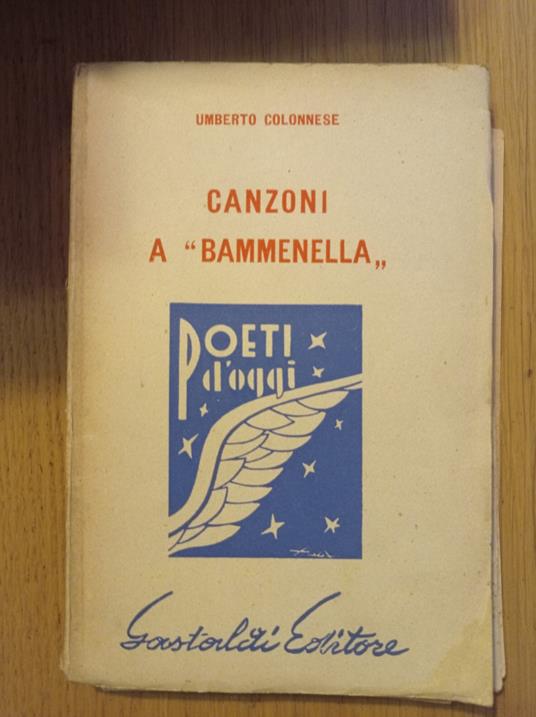 UMBERTO COLONNESE
CANZONI
A “BAMMENELLA„
POETI
d'oggi
Gastaldi Editore